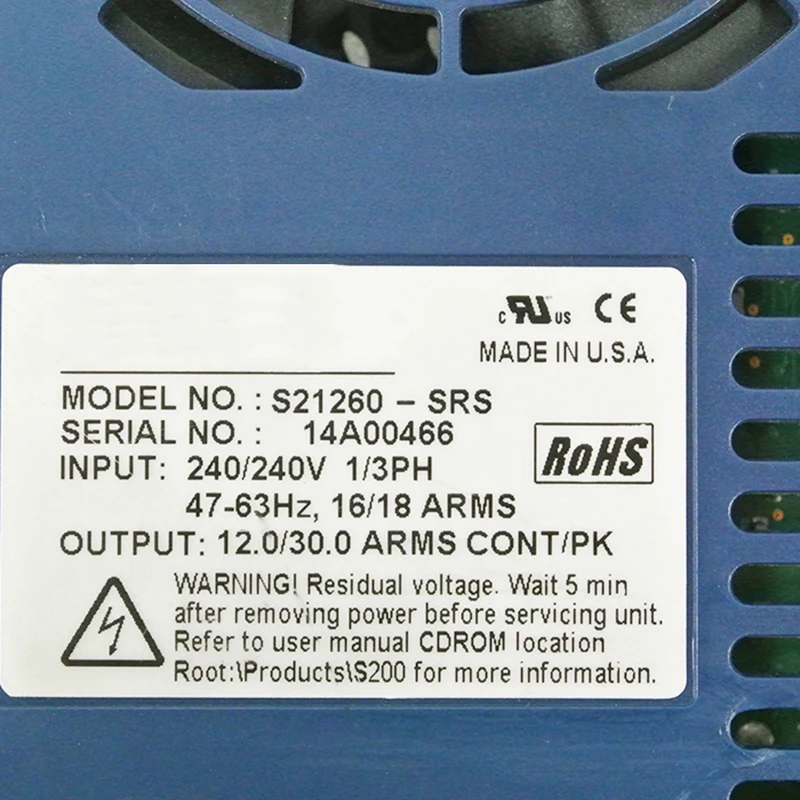 c RU US CE
MADE IN U.S.A.
MODEL NO. : S21260 – SRS
SERIAL NO. : 14A00466
RoHS
INPUT: 240/240V 1/3PH
47-63Hz, 16/18 ARMS
OUTPUT: 12.0/30.0 ARMS CONT/PK
WARNING! Residual voltage. Wait 5 min
after removing power before servicing unit.
Refer to user manual CDROM location
Root:\Products\S200 for more information.